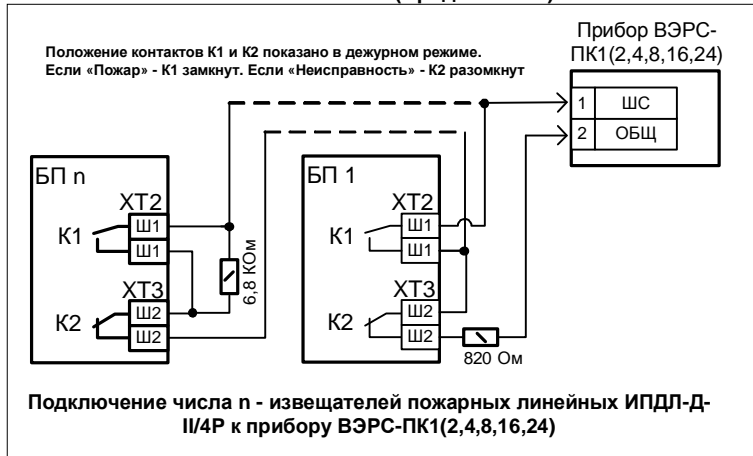 Положение контактов К1 и К2 показано в дежурном режиме.
Если «Пожар» - К1 замкнут. Если «Неисправность» - К2 разомкнут
Прибор ВЭРС-
ПК1(2,4,8,16,24)
1 ШС
2 ОБЩ
БП n
ХТ2
К1
Ш1
Ш1
6,8 КОм
ХТ3
К2
Ш2
Ш2
БП 1
ХТ2
К1
Ш1
Ш1
ХТ3
К2
Ш2
Ш2
820 Ом
Подключение числа n - извещателей пожарных линейных ИПДЛ-Д-
II/4Р к прибору ВЭРС-ПК1(2,4,8,16,24)